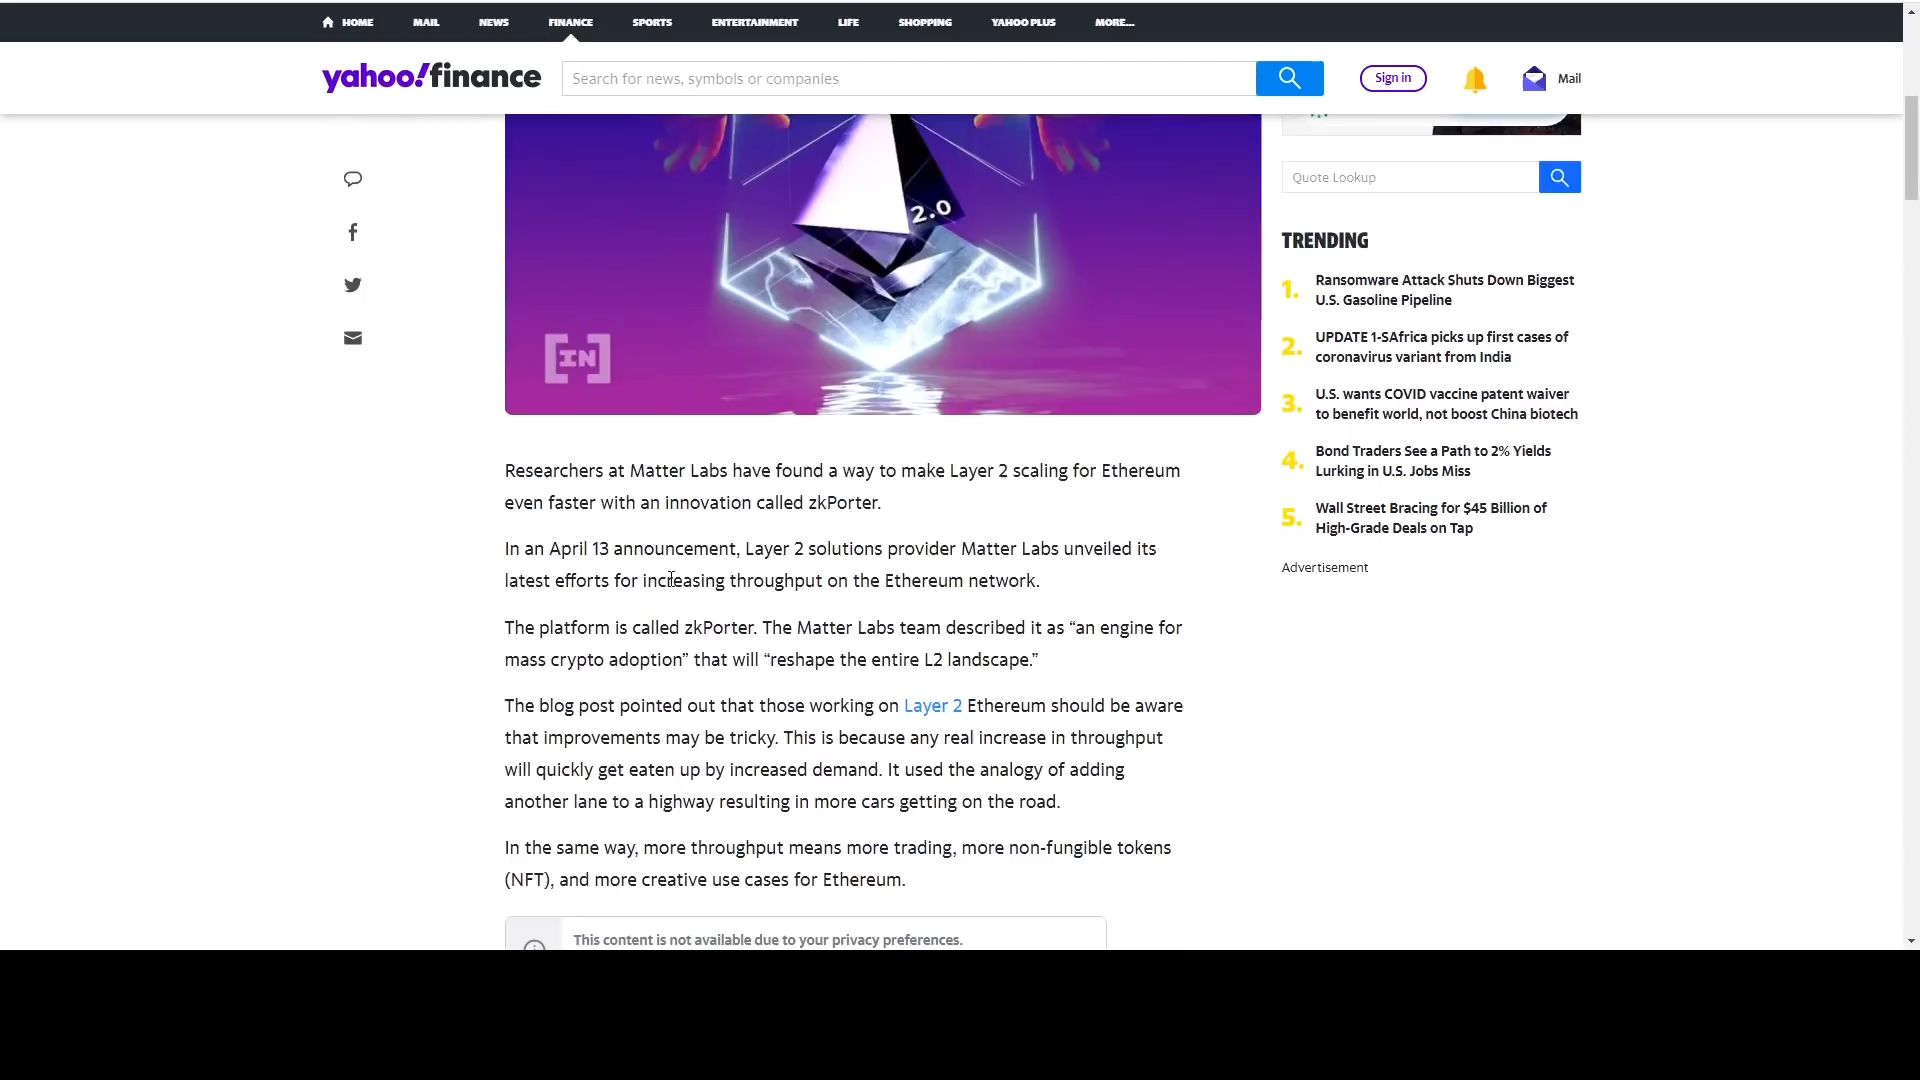 HOME MAIL NEWS FINANCE SPORTS ENTERTAINMENT LIFE SHOPPING YAHOO PLUS MORE...
yahoo!finance
Search for news, symbols or companies
Sign in
Mail
2.0
[IN]
Researchers at Matter Labs have found a way to make Layer 2 scaling for Ethereum
even faster with an innovation called zkPorter.
In an April 13 announcement, Layer 2 solutions provider Matter Labs unveiled its
latest efforts for increasing throughput on the Ethereum network.
The platform is called zkPorter. The Matter Labs team described it as “an engine for
mass crypto adoption” that will “reshape the entire L2 landscape.”
The blog post pointed out that those working on Layer 2 Ethereum should be aware
that improvements may be tricky. This is because any real increase in throughput
will quickly get eaten up by increased demand. It used the analogy of adding
another lane to a highway resulting in more cars getting on the road.
In the same way, more throughput means more trading, more non-fungible tokens
(NFT), and more creative use cases for Ethereum.
This content is not available due to your privacy preferences.
Quote Lookup
TRENDING
1. Ransomware Attack Shuts Down Biggest
U.S. Gasoline Pipeline
2. UPDATE 1-SAfrica picks up first cases of
coronavirus variant from India
3. U.S. wants COVID vaccine patent waiver
to benefit world, not boost China biotech
4. Bond Traders See a Path to 2% Yields
Lurking in U.S. Jobs Miss
5. Wall Street Bracing for $45 Billion of
High-Grade Deals on Tap
Advertisement